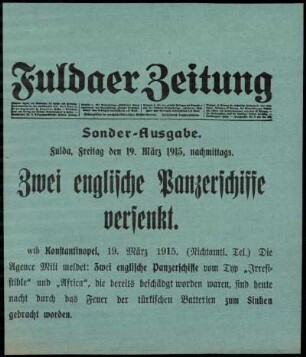 Fuldaer Zeitung
Sonder-Ausgabe.
Fulda, Freitag den 19. März 1915, nachmittags.
Zwei englische Panzerschiffe
versenkt.
wtb Konstantinopel, 19. März 1915. (Nichtamtl. Tel.) Die
Agence Mili meldet: Zwei englische Panzerschiffe vom Typ „Irresi-
stible“ und „Africa“, die bereits beschädigt worden waren, sind heute
nacht durch das Feuer der türkischen Batterien zum Sinken
gebracht worden.